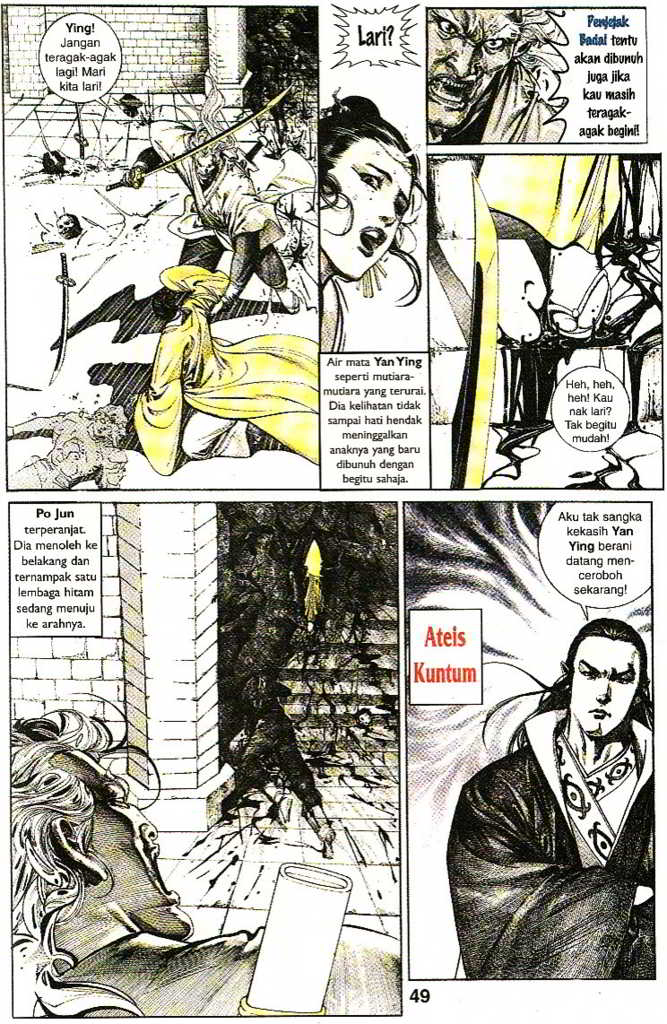 Ying!
Jangan
teragak-agak
lagi! Mari
kita lari!
Lari?
Penjejak
Badai tentu
akan dibunuh
juga jika
kau masih
teragak-
agak begini!
Air mata Yan Ying
seperti mutiara-
mutiara yang terurai.
Dia kelihatan tidak
sampai hati hendak
meninggalkan
anaknya yang baru
dibunuh dengan
begitu sahaja.
Heh, heh,
heh! Kau
nak lari?
Tak begitu
mudah!
Po Jun
terperanjat.
Dia menoleh ke
belakang dan
ternampak satu
lembaga hitam
sedang menuju
ke arahnya.
Aku tak sangka
kekasih Yan
Ying berani
datang men-
ceroboh
sekarang!
Ateis
Kuntum
49